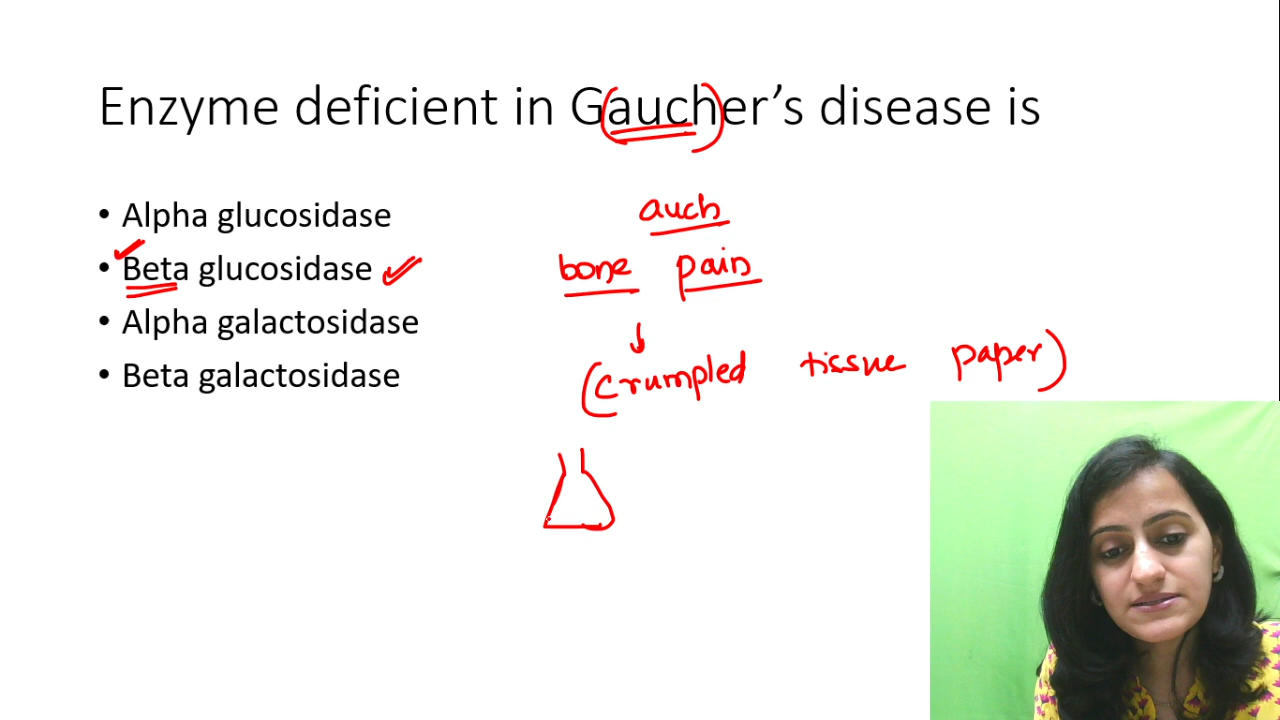 Enzyme deficient in Gaucher’s disease is
• Alpha glucosidase
• Beta glucosidase
• Alpha galactosidase
• Beta galactosidase
auch
bone pain
(crumpled tissue paper)